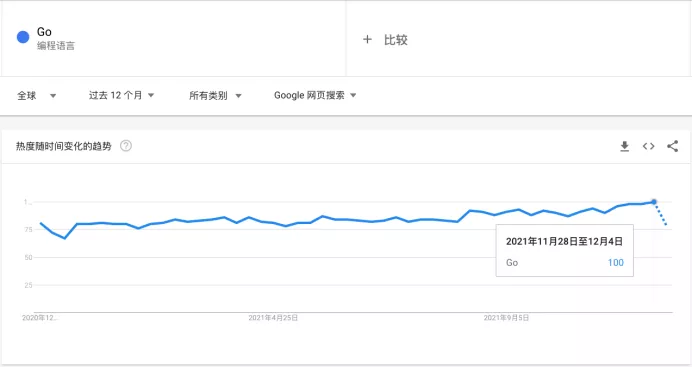 Go
编程语言
+ 比较
全球
过去 12 个月
所有类别
Google 网页搜索
热度随时间变化的趋势
1...
75
50
25
2021年11月28日至12月4日
Go 100
2020年12...
2021年4月25日
2021年9月5日